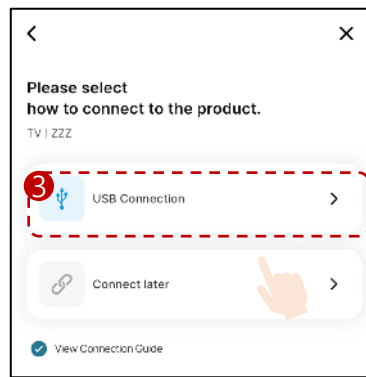 Please select
how to connect to the product.
TV | ZZZ
3
USB Connection
Connect later
View Connection Guide